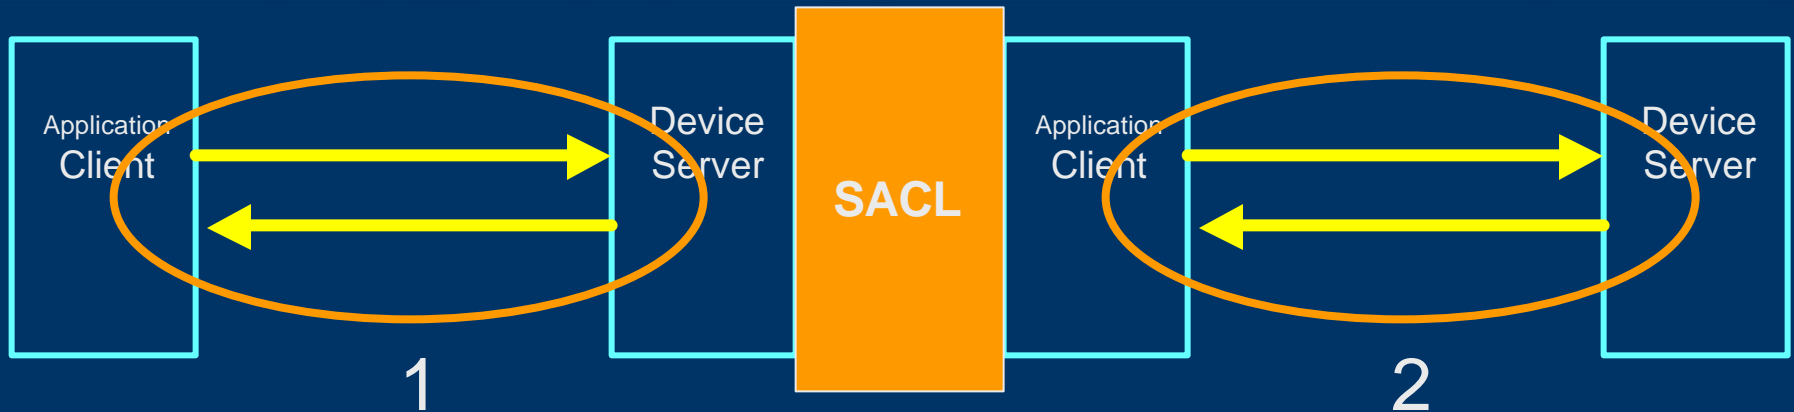 Application
Client
Device
Server
SACL
Application
Client
Device
Server
1
2